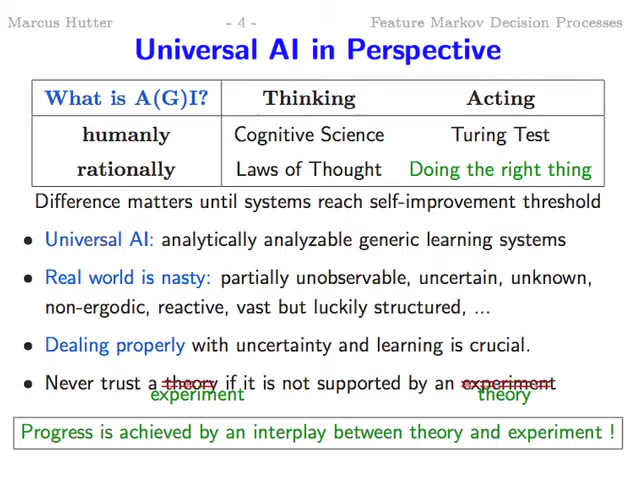 Marcus Hutter - 4 - Feature Markov Decision Processes
Universal AI in Perspective
What is A(G)I? Thinking Acting
humanly Cognitive Science Turing Test
rationally Laws of Thought Doing the right thing
Difference matters until systems reach self-improvement threshold
• Universal AI: analytically analyzable generic learning systems
• Real world is nasty: partially unobservable, uncertain, unknown,
non-ergodic, reactive, vast but luckily structured, ...
• Dealing properly with uncertainty and learning is crucial.
• Never trust a theory if it is not supported by an experiment
experiment theory
Progress is achieved by an interplay between theory and experiment !